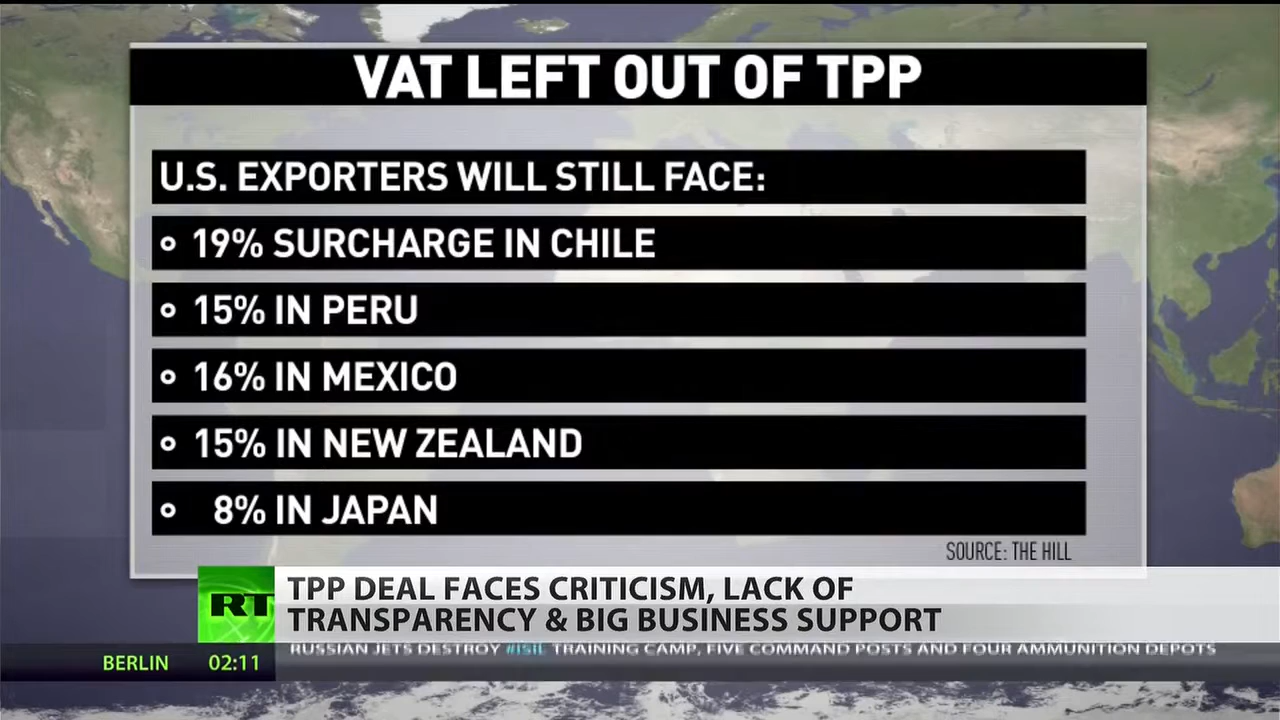 VAT LEFT OUT OF TPP
U.S. EXPORTERS WILL STILL FACE:
19% SURCHARGE IN CHILE
15% IN PERU
16% IN MEXICO
15% IN NEW ZEALAND
8% IN JAPAN
SOURCE: THE HILL
RT
TPP DEAL FACES CRITICISM, LACK OF
TRANSPARENCY & BIG BUSINESS SUPPORT
BERLIN 02:11
RUSSIAN JETS DESTROY #ISIL TRAINING CAMP, FIVE COMMAND POSTS AND FOUR AMMUNITION DEPOTS